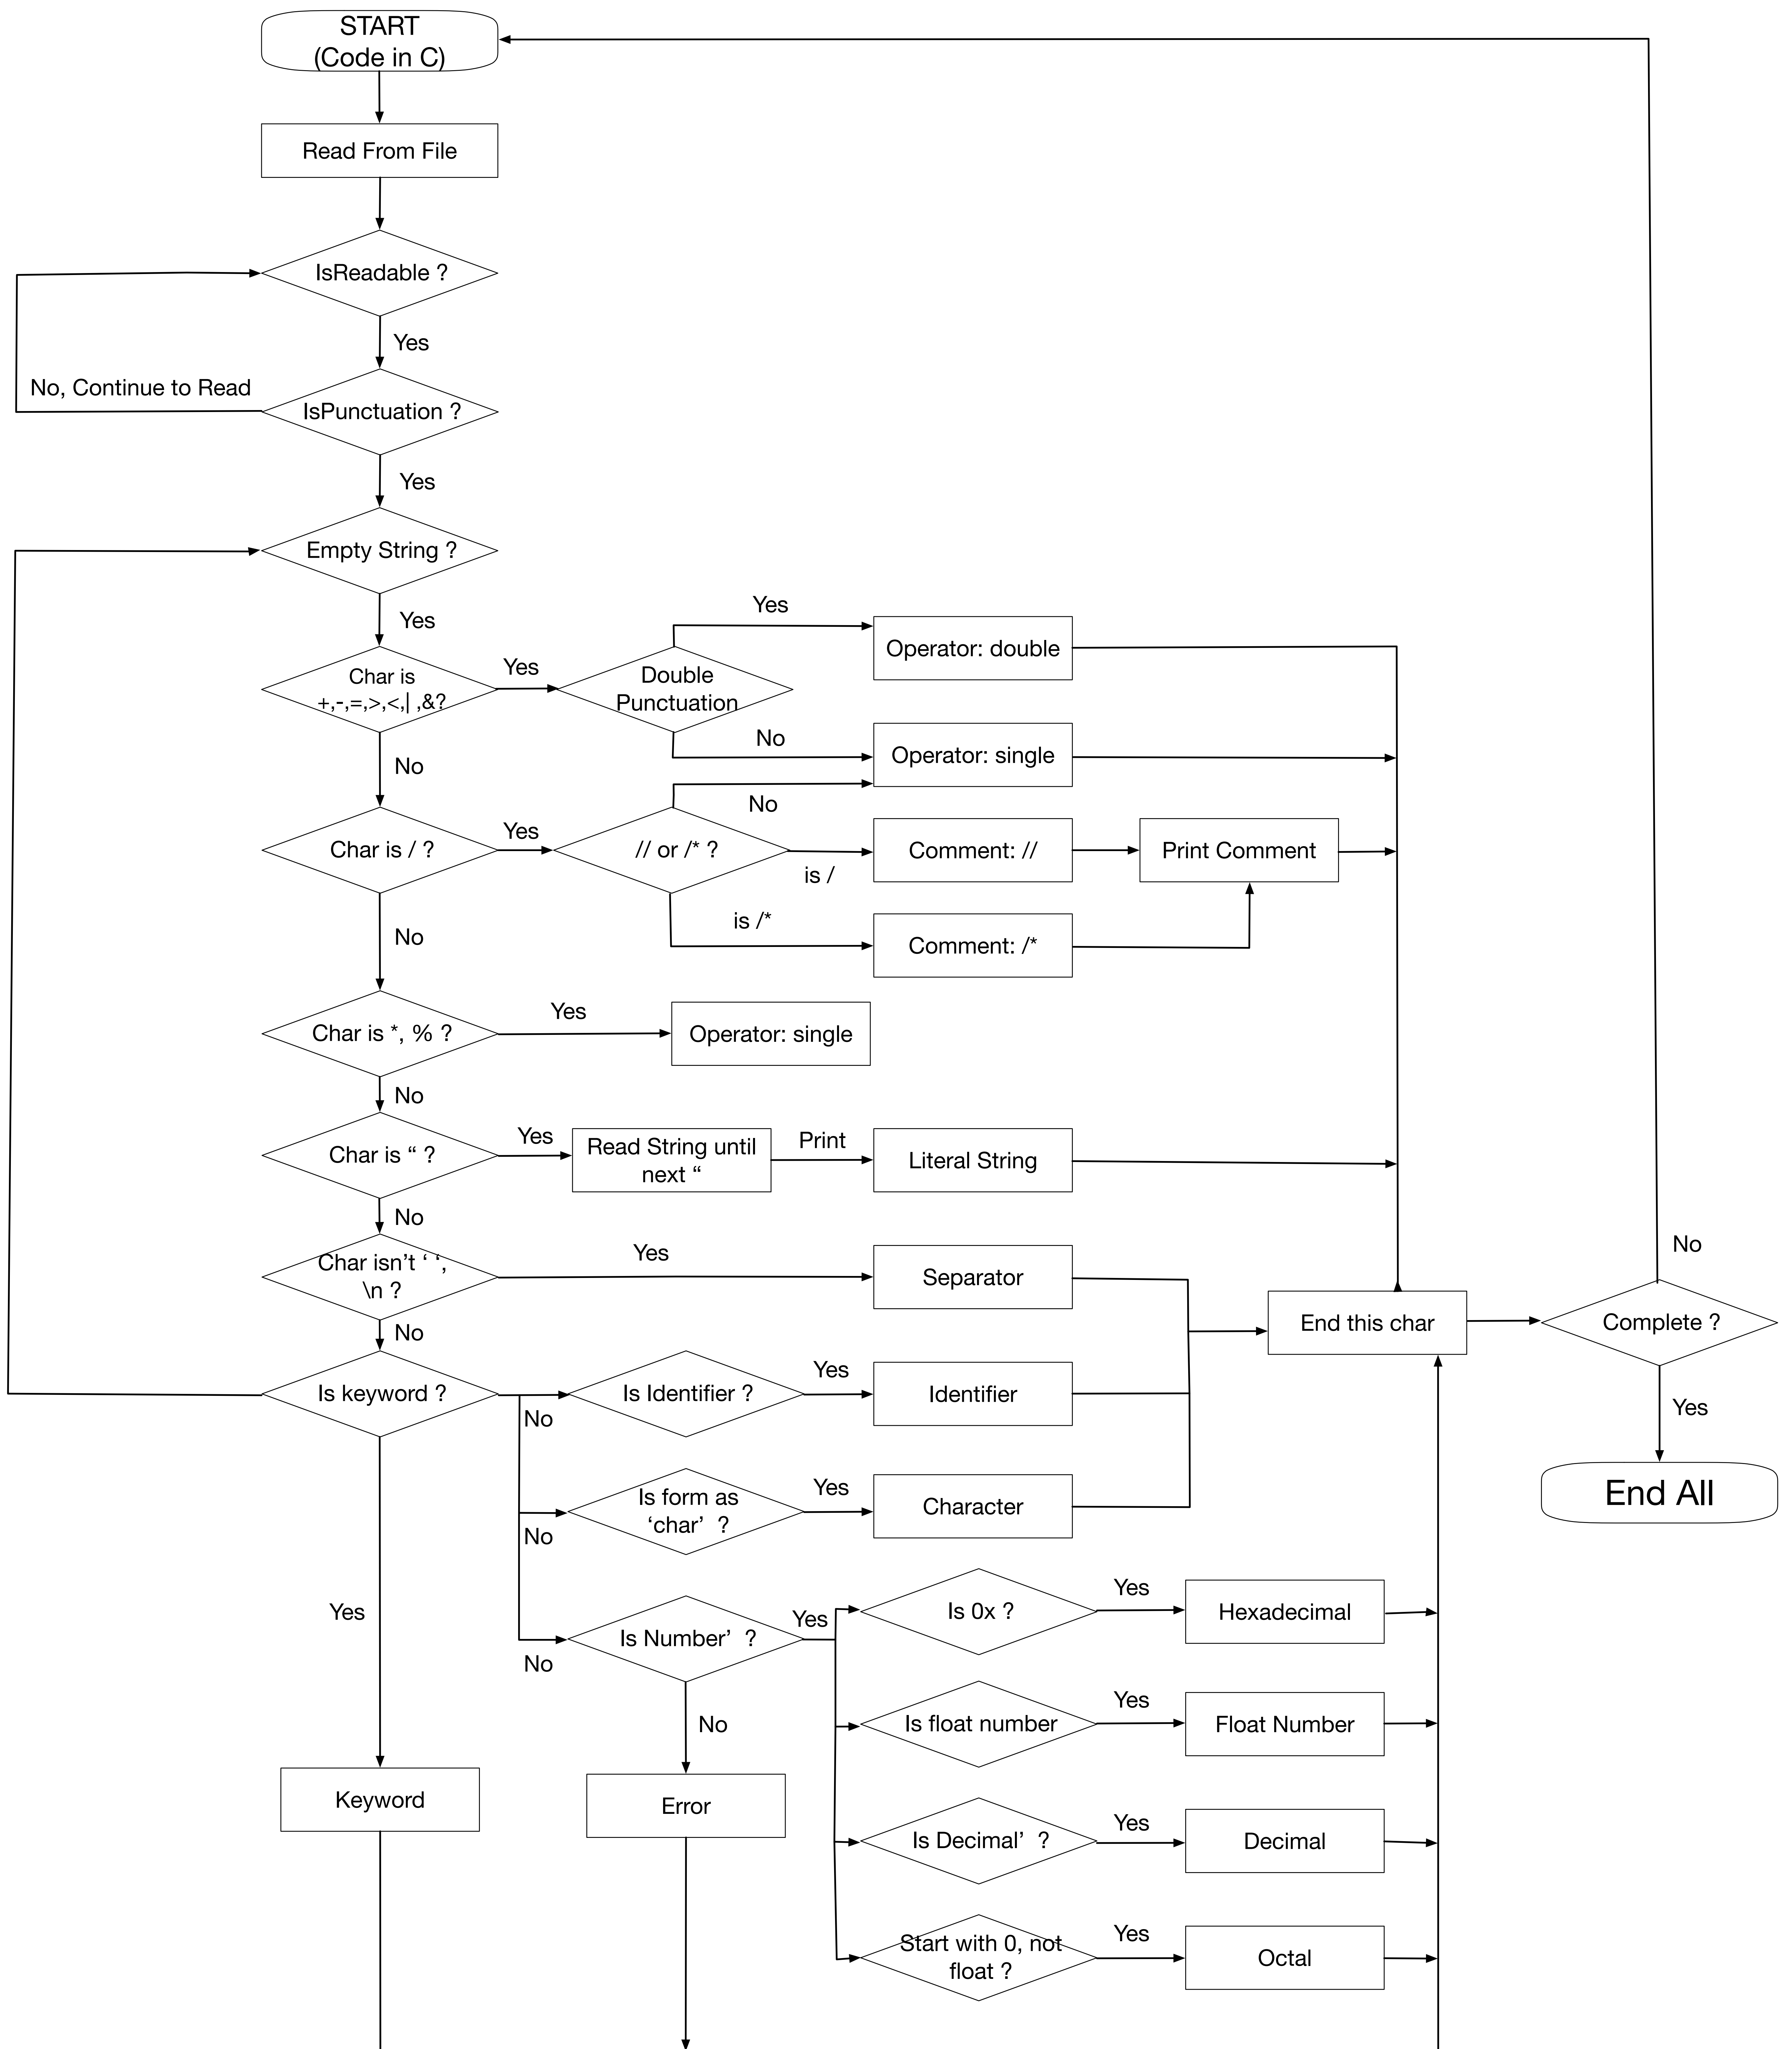 START
(Code in C)
Read From File
IsReadable ?
Yes
No, Continue to Read
IsPunctuation ?
Yes
Empty String ?
Yes
Yes
Operator: double
Char is
+,-,=,>,<,| ,&?
Yes
Double
Punctuation
No
No
Operator: single
No
Char is / ?
Yes
// or /* ?
is /
Comment: //
Print Comment
No
is /*
Comment: /*
Char is *, % ?
Yes
Operator: single
No
Char is “ ?
Yes
Read String until
next “
Print
Literal String
No
Char isn’t ‘ ‘,
\n ?
Yes
Separator
No
End this char
Complete ?
No
Yes
End All
Is keyword ?
No
Is Identifier ?
Yes
Identifier
No
Is form as
‘char’ ?
Yes
Character
Yes
No
Is Number’ ?
Yes
Is 0x ?
Yes
Hexadecimal
No
Is float number
Yes
Float Number
Keyword
Error
Is Decimal’ ?
Yes
Decimal
Start with 0, not
float ?
Yes
Octal